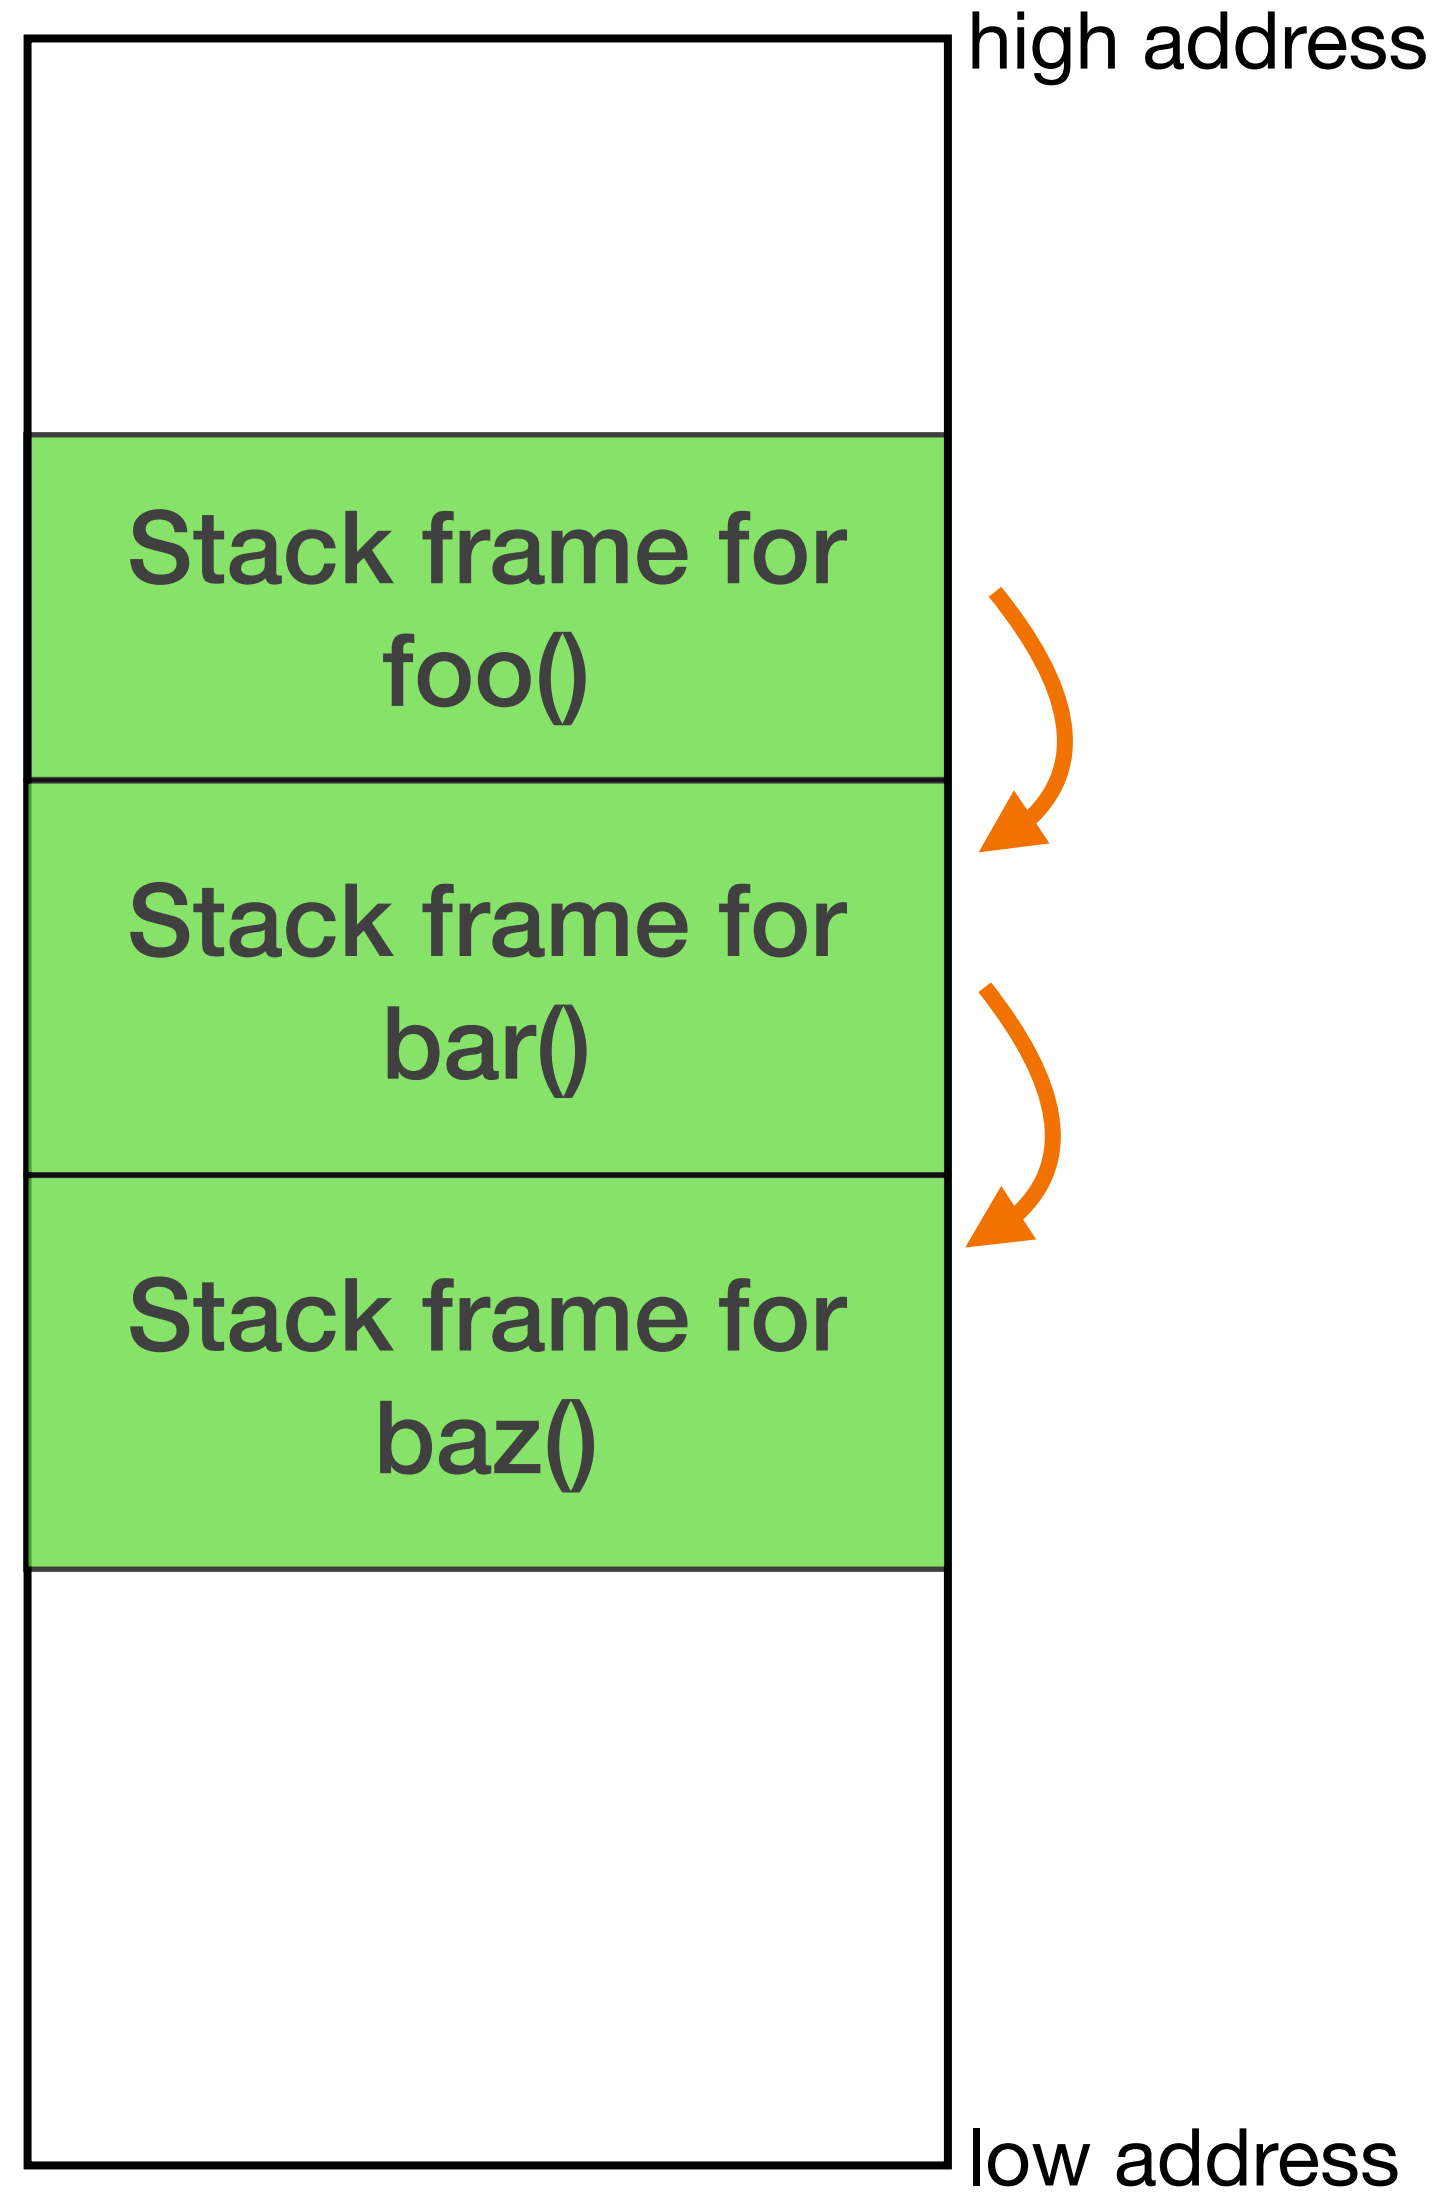 high address
Stack frame for
foo()
Stack frame for
bar()
Stack frame for
baz()
low address